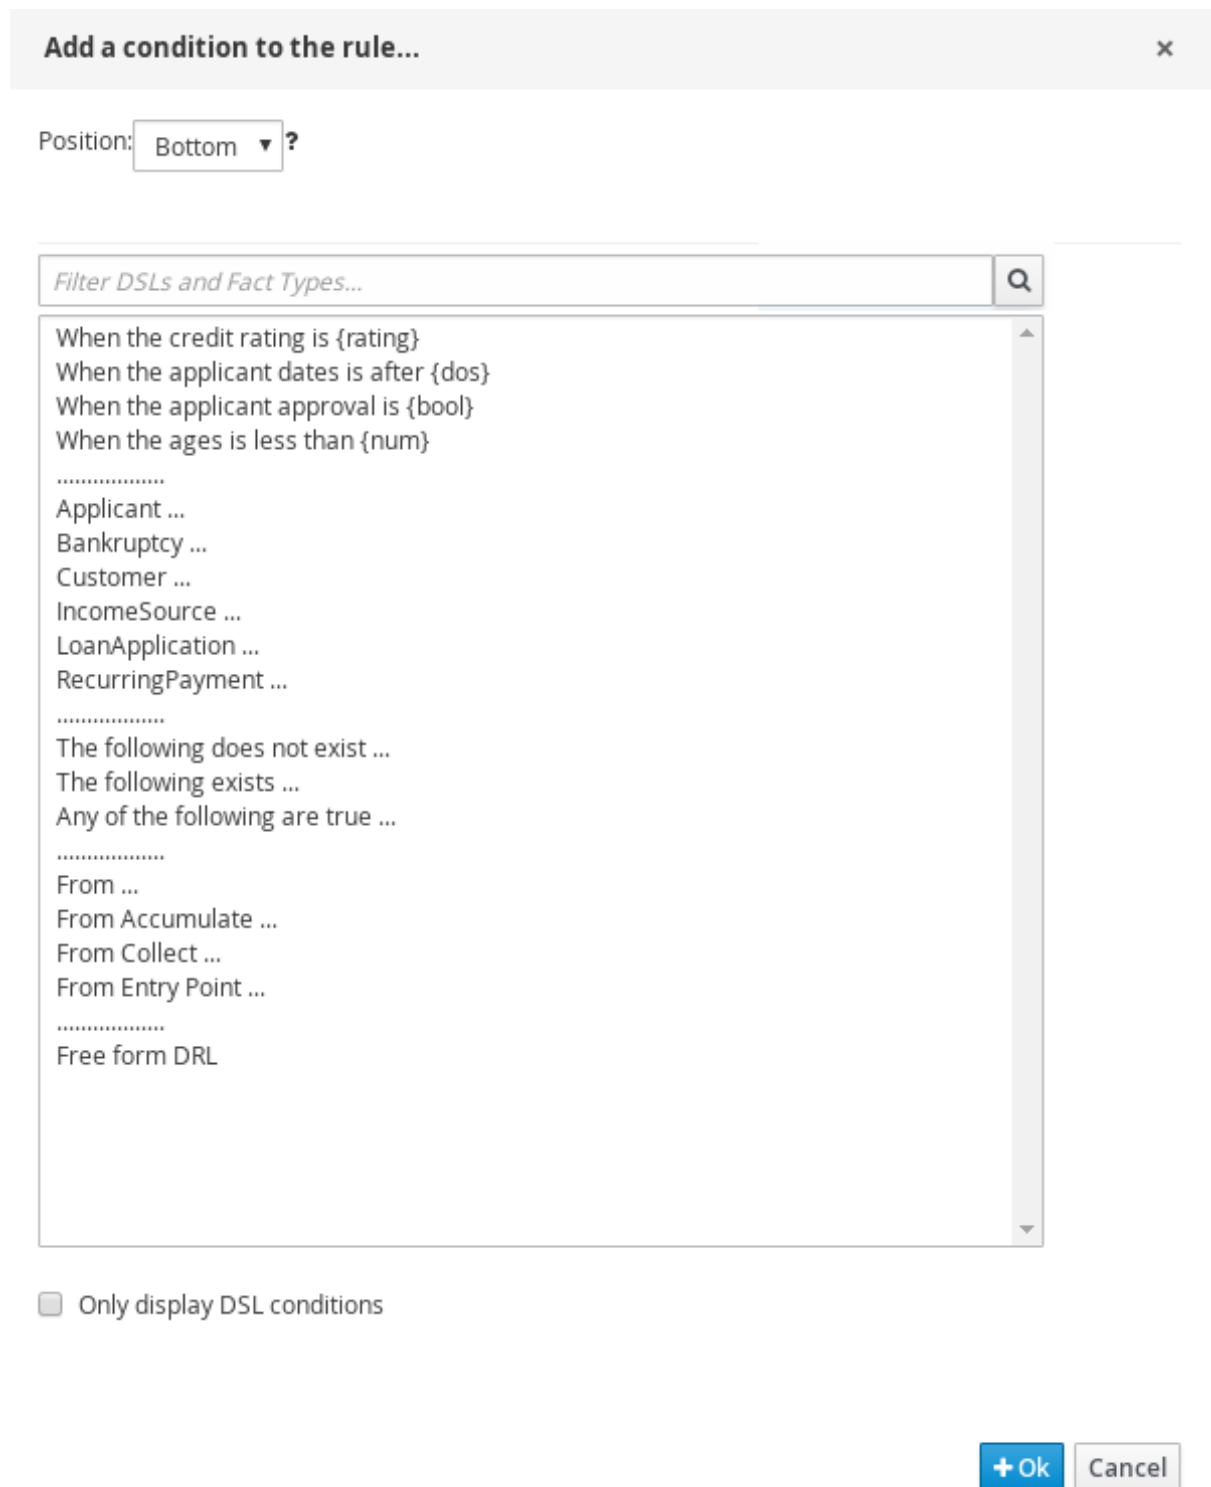 Add a condition to the rule...
×
Position: Bottom ▼ ?
Filter DSLs and Fact Types...
When the credit rating is {rating}
When the applicant dates is after {dos}
When the applicant approval is {bool}
When the ages is less than {num}
..................
Applicant ...
Bankruptcy ...
Customer ...
IncomeSource ...
LoanApplication ...
RecurringPayment ...
..................
The following does not exist ...
The following exists ...
Any of the following are true ...
..................
From ...
From Accumulate ...
From Collect ...
From Entry Point ...
..................
Free form DRL
Only display DSL conditions
+ Ok Cancel